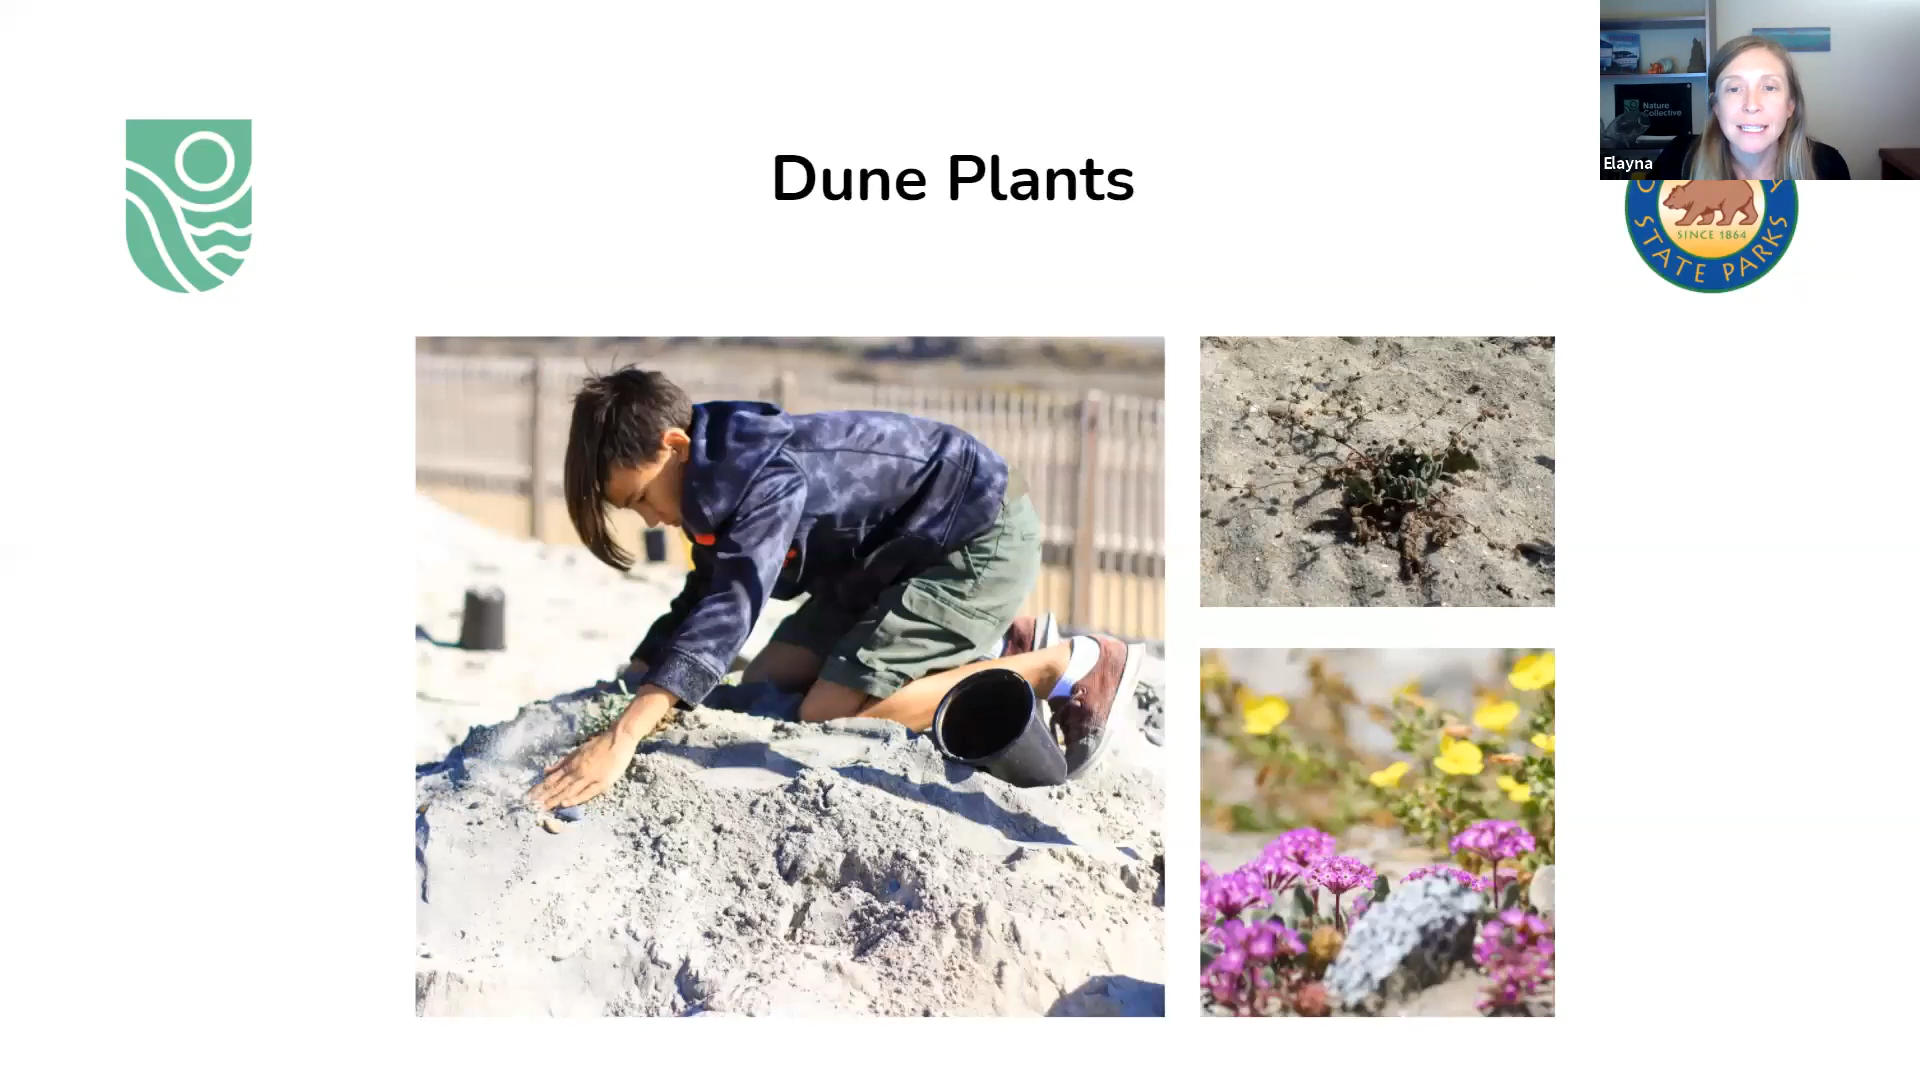 Dune Plants
Nature
Collective
Elayna
SINCE 1864
STATE PARKS